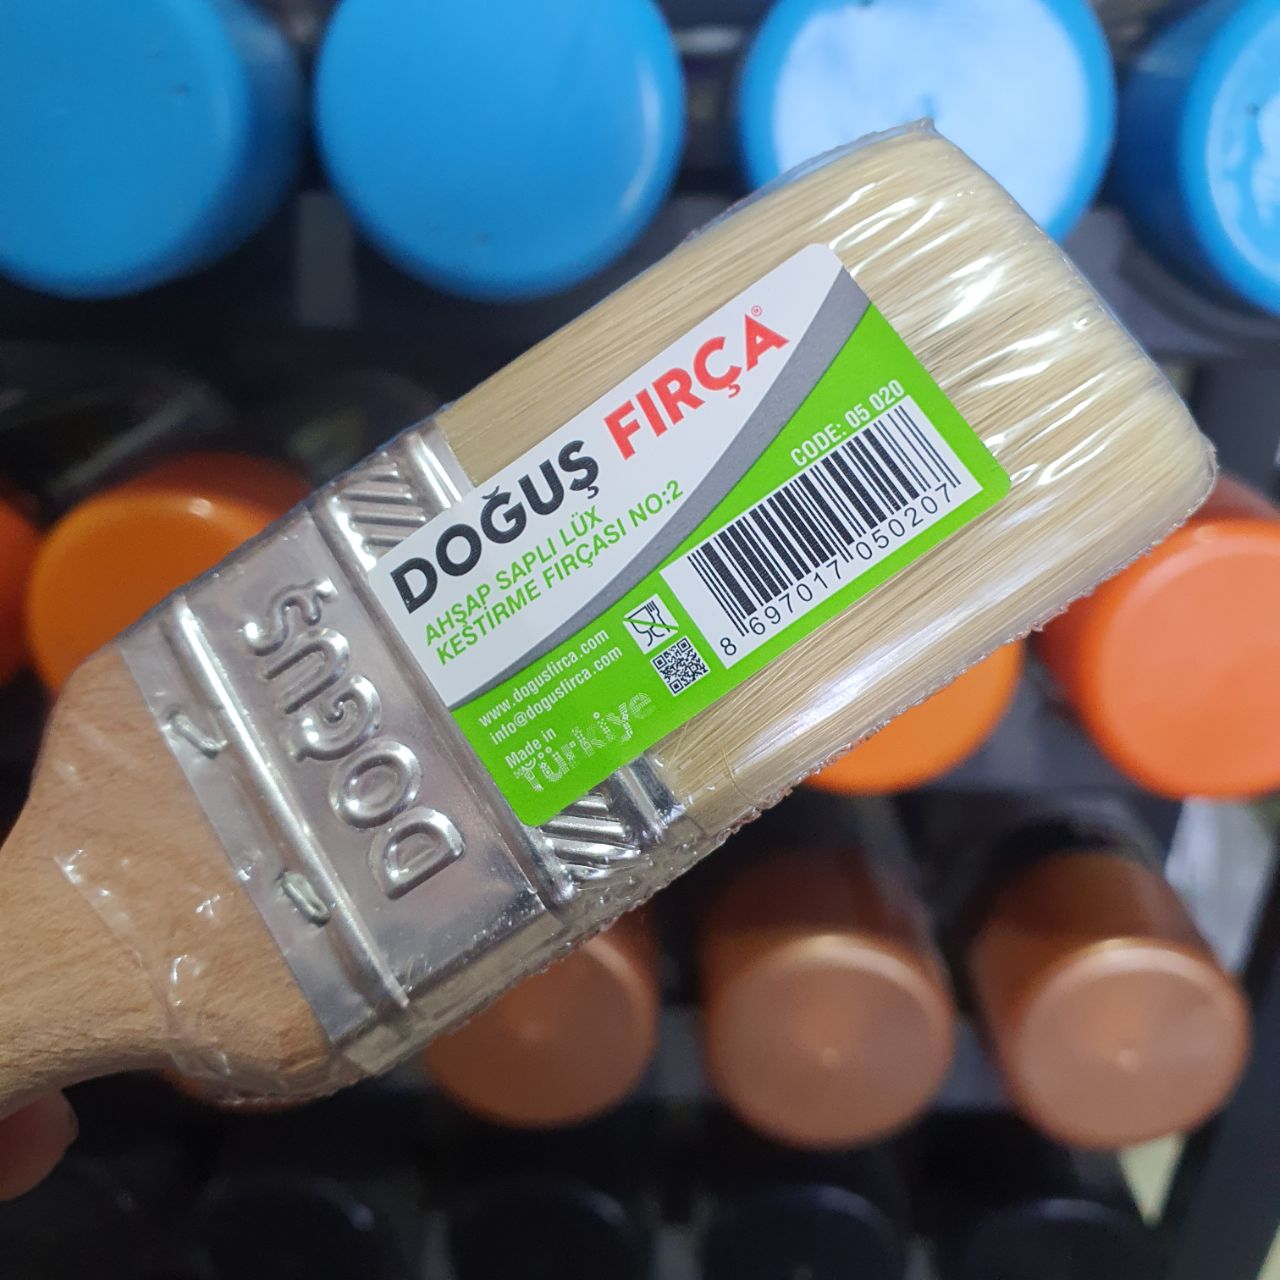 DOĞUŞ FIRÇA®
AHŞAP SAPLI LÜX
KESTİRME FIRÇASI NO:2
CODE: 05 020
8 697017 050207
www.dogusfirca.com
info@dogusfirca.com
Made in
Türkiye
DOĞUŞ